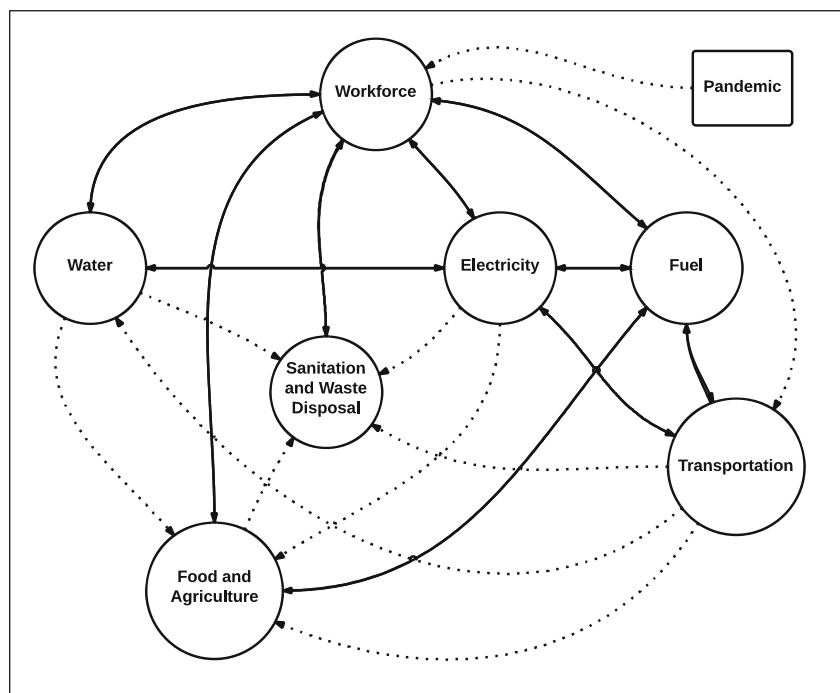 Workforce
Pandemic
Water
Electricity
Fuel
Sanitation
and Waste
Disposal
Transportation
Food and
Agriculture